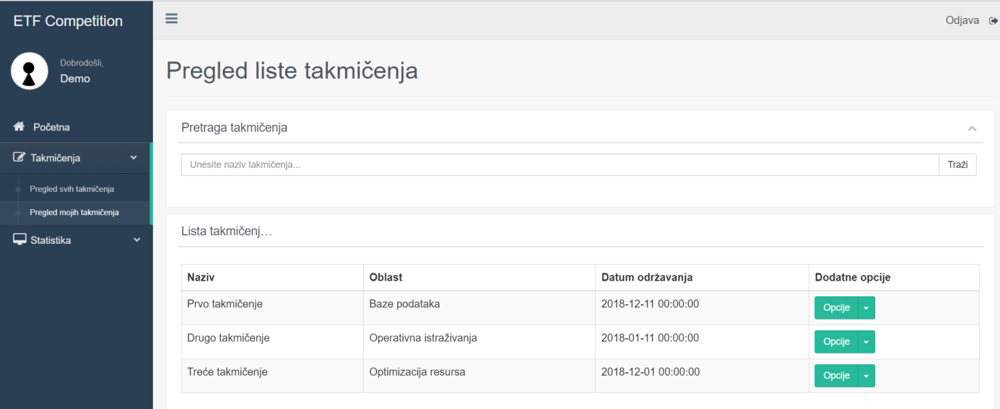 ETF Competition
Odjava
Dobrodošli,
Demo
Pregled liste takmičenja
Početna
Takmičenja
Pregled svih takmičenja
Pregled mojih takmičenja
Statistika
Pretraga takmičenja
Unesite naziv takmičenja...
Traži
Lista takmičenj…
Naziv Oblast Datum održavanja Dodatne opcije
Prvo takmičenje Baze podataka 2018-12-11 00:00:00 Opcije
Drugo takmičenje Operativna istraživanja 2018-01-11 00:00:00 Opcije
Treće takmičenje Optimizacija resursa 2018-12-01 00:00:00 Opcije